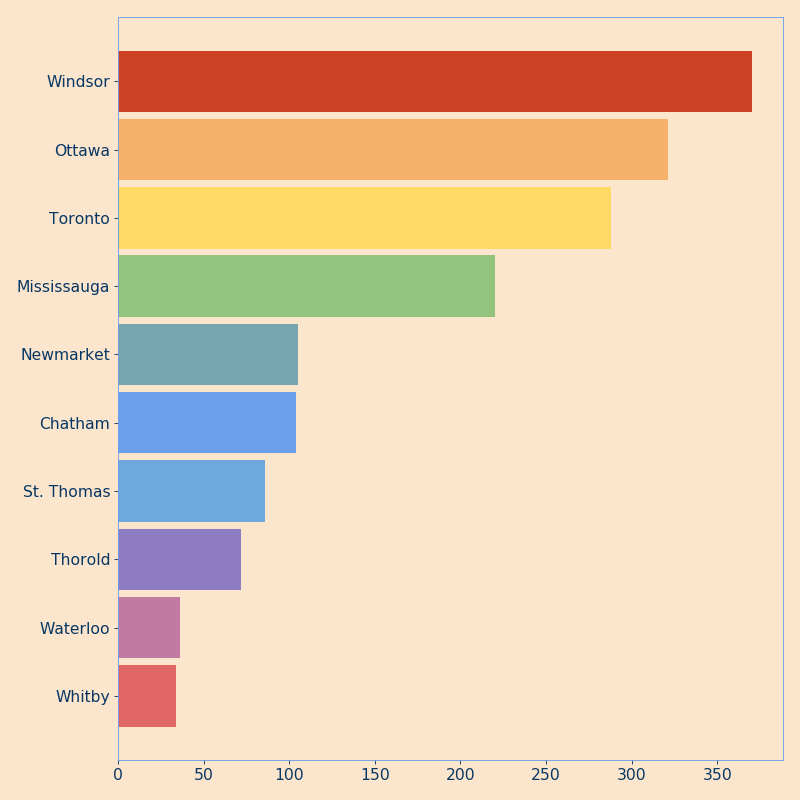 Windsor
Ottawa
Toronto
Mississauga
Newmarket
Chatham
St. Thomas
Thorold
Waterloo
Whitby
0 50 100 150 200 250 300 350